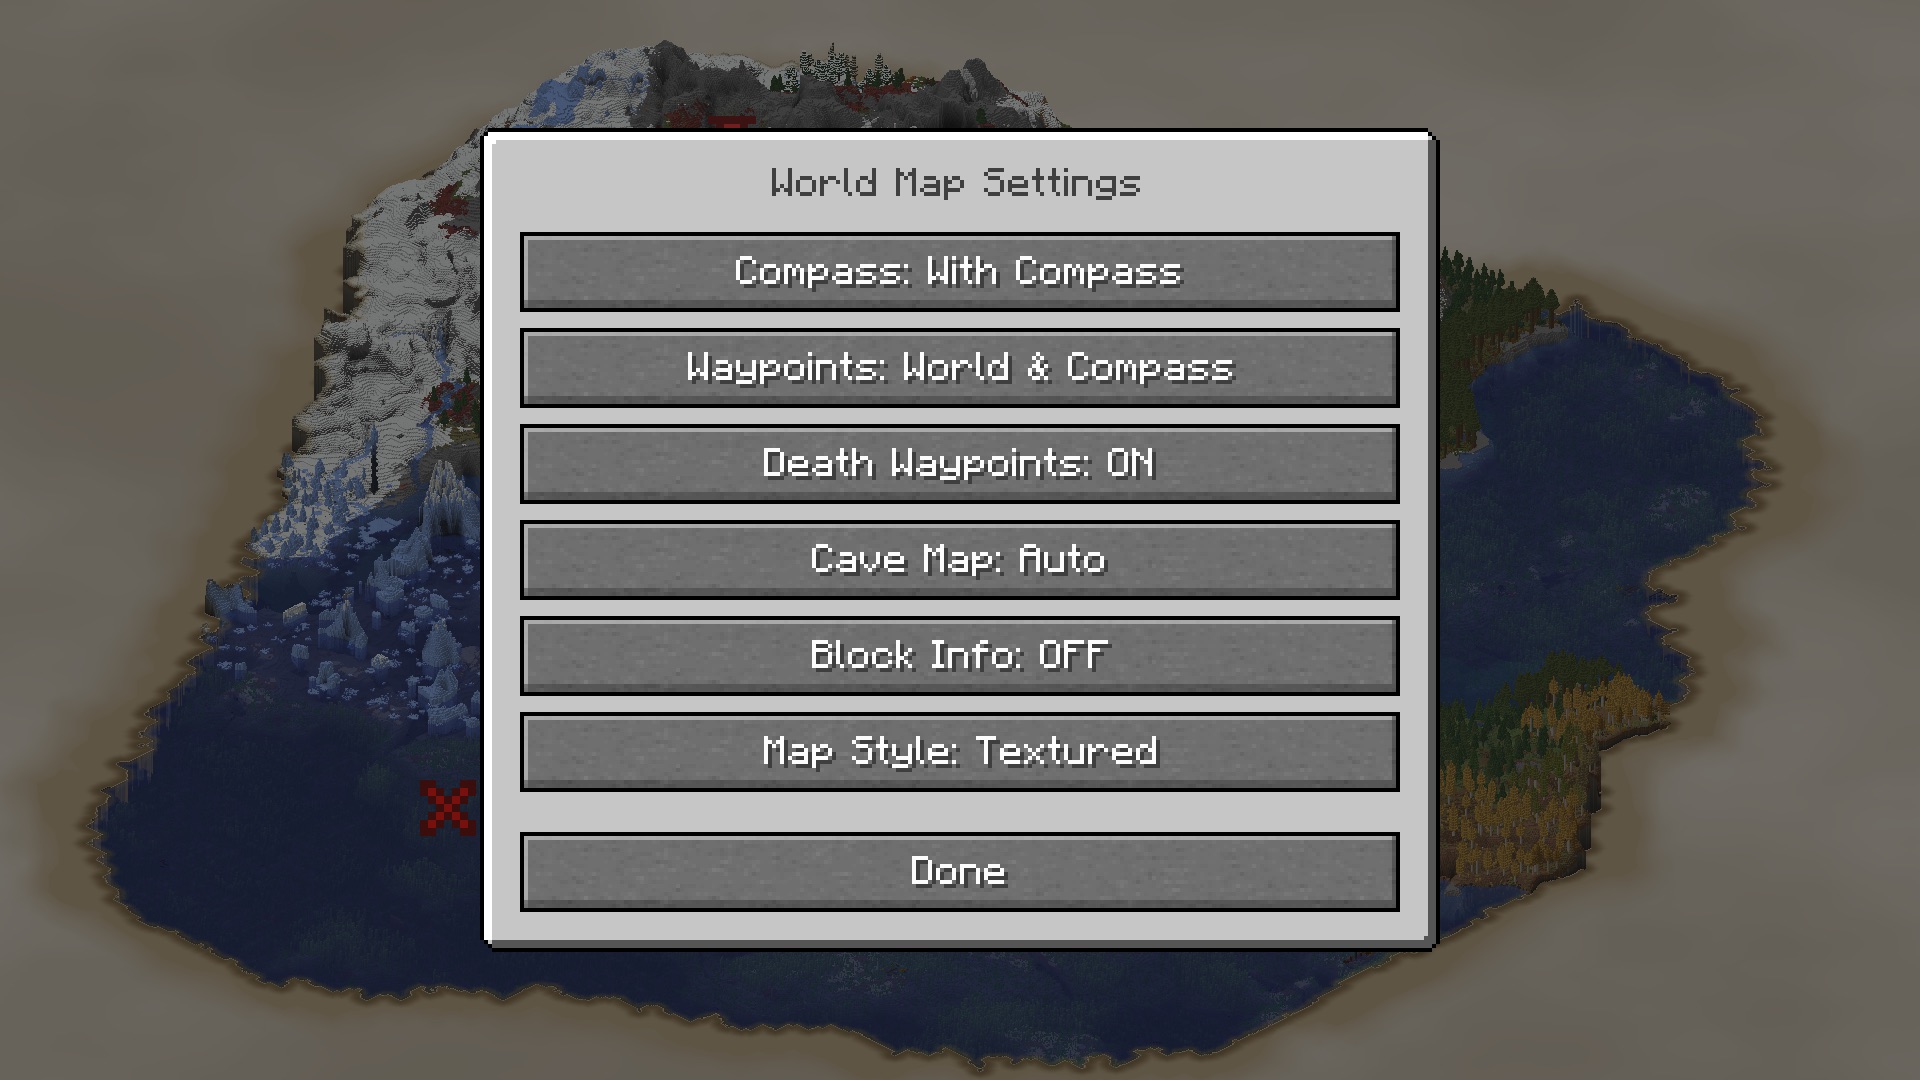 World Map Settings
Compass: With Compass
Waypoints: World & Compass
Death Waypoints: ON
Cave Map: Auto
Block Info: OFF
Map Style: Textured
Done